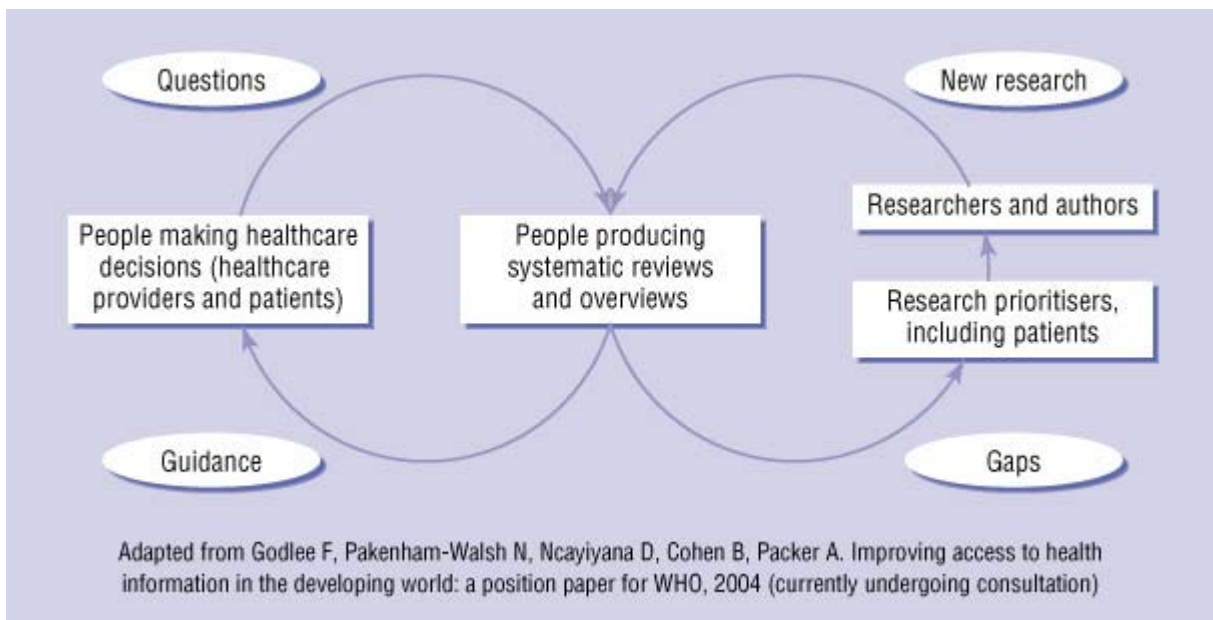 Questions
New research
People making healthcare
decisions (healthcare
providers and patients)
People producing
systematic reviews
and overviews
Researchers and authors
Research prioritisers,
including patients
Guidance
Gaps
Adapted from Godlee F, Pakenham-Walsh N, Ncayiyana D, Cohen B, Packer A. Improving access to health
information in the developing world: a position paper for WHO, 2004 (currently undergoing consultation)